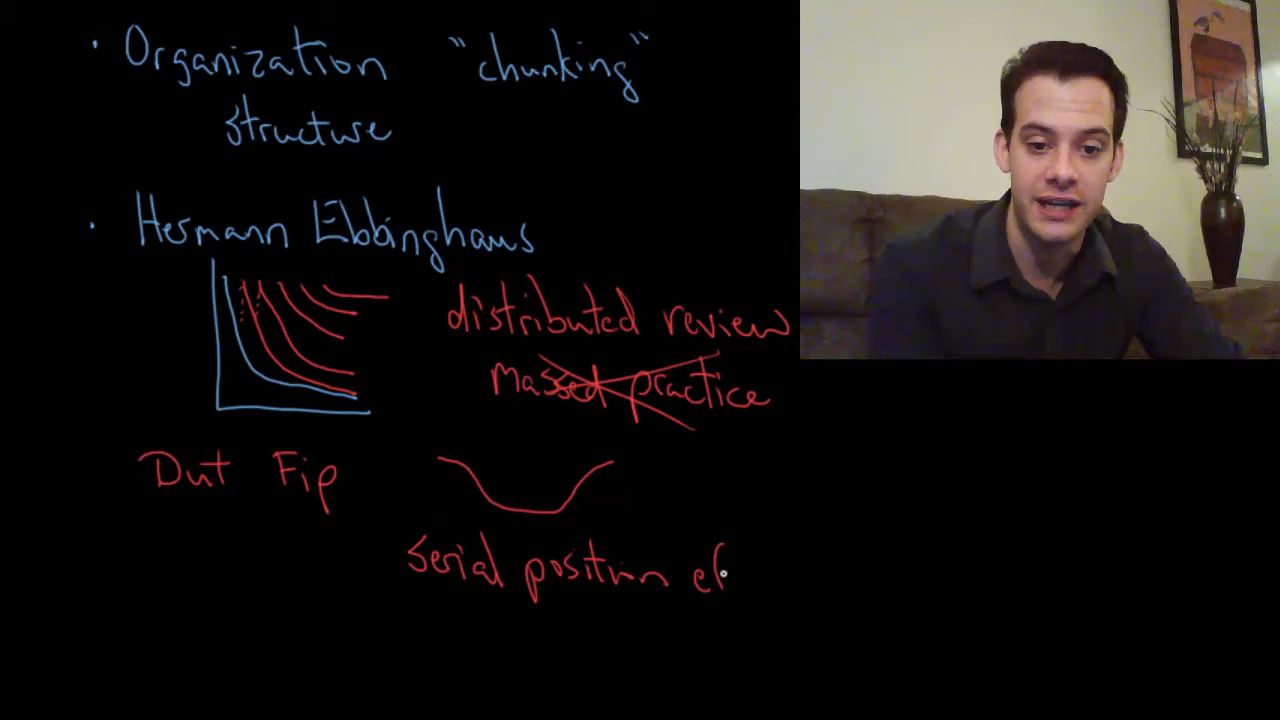 · Organization "chunking"
structure
· Hermann Ebbinghaus
distributed review
Massed practice
Dut Fip
serial position ef